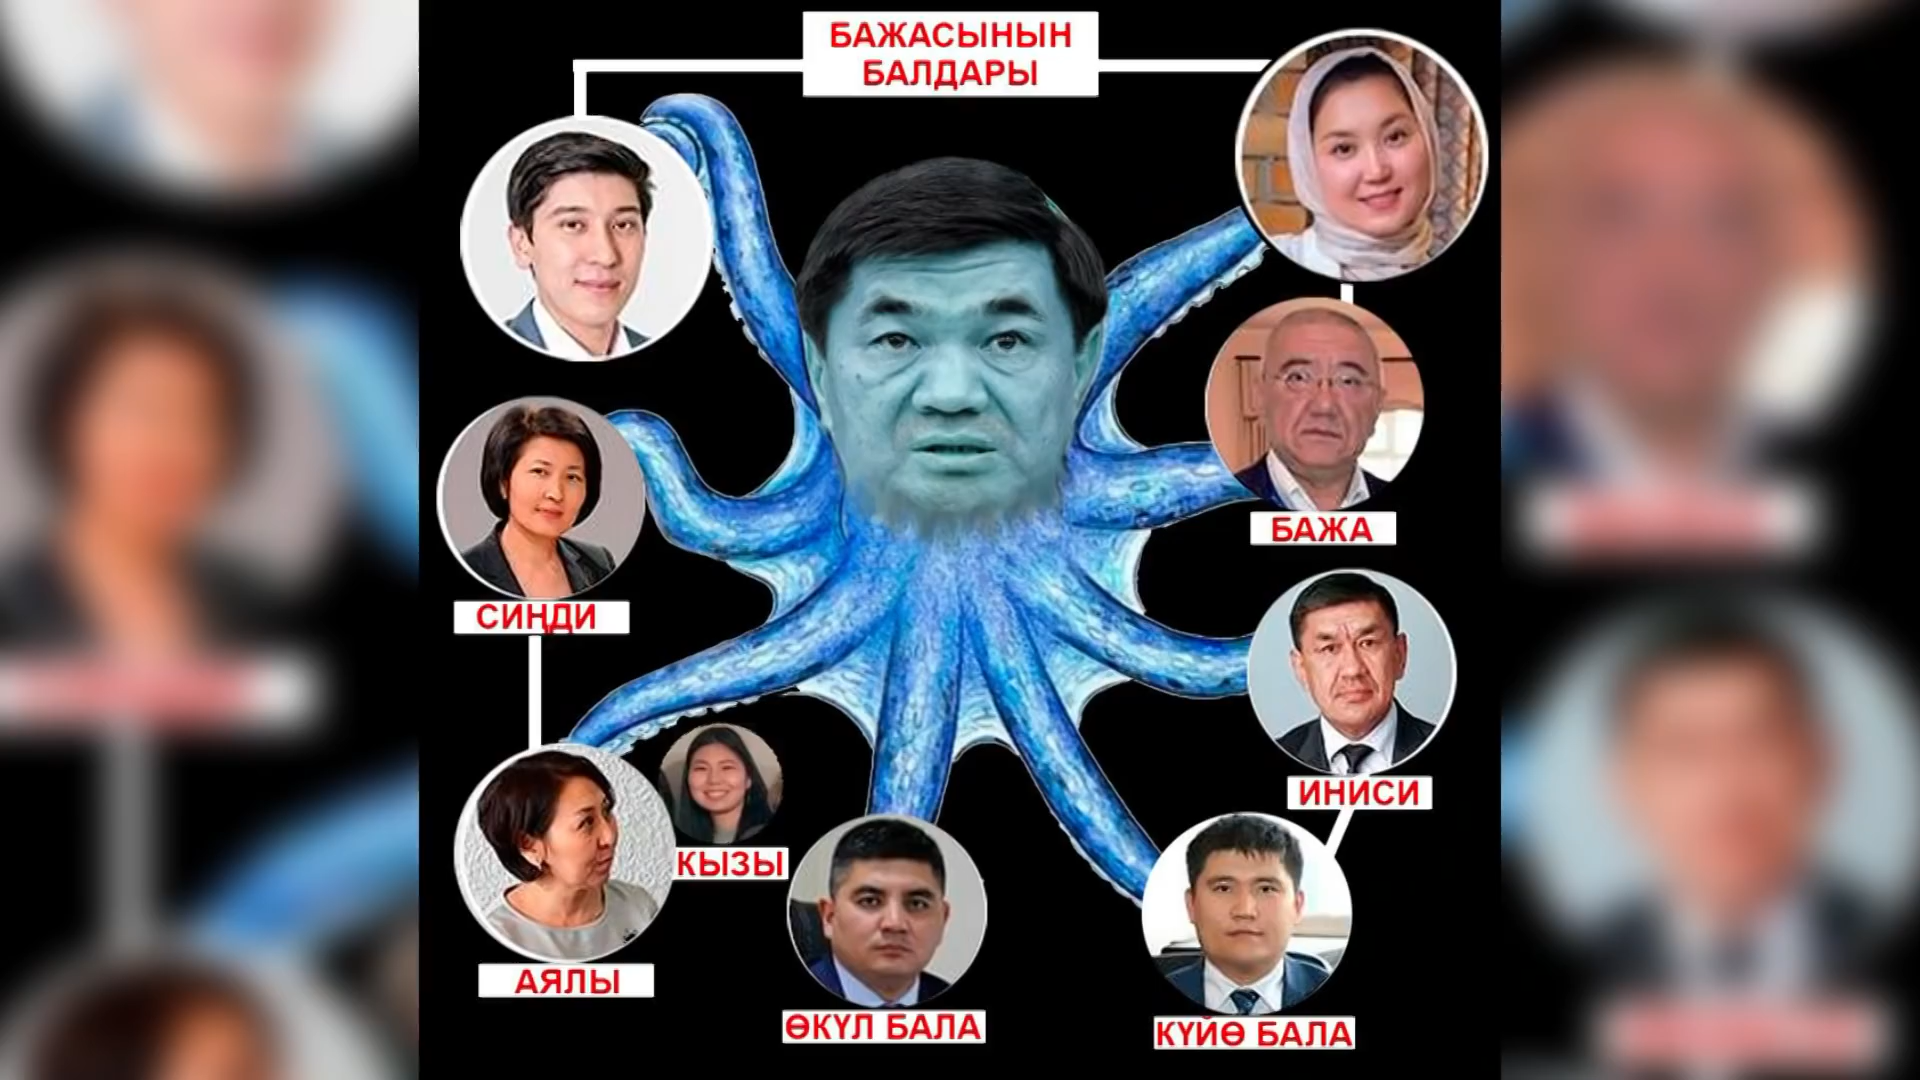 БАЖАСЫНЫН
БАЛДАРЫ
БАЖА
СИҢДИ
ИНИСИ
КЫЗЫ
АЯЛЫ
ӨКҮЛ БАЛА
КҮЙӨ БАЛА